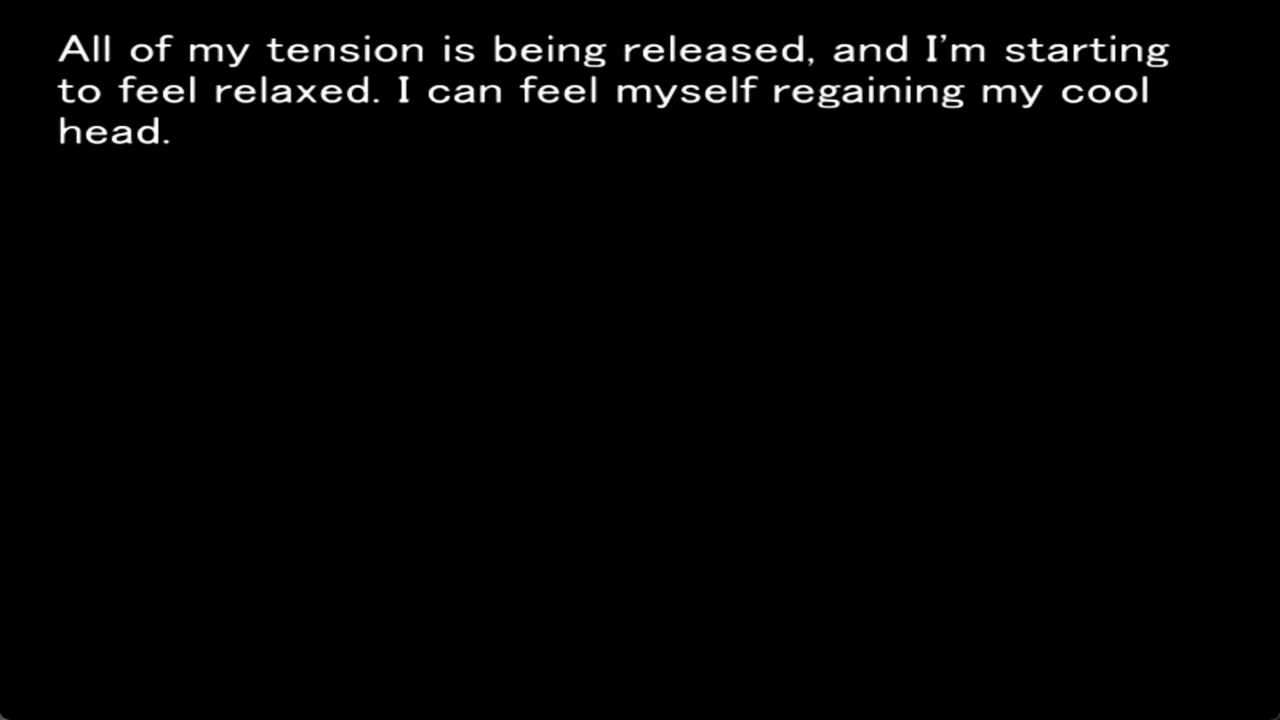 All of my tension is being released, and I'm starting
to feel relaxed. I can feel myself regaining my cool
head.